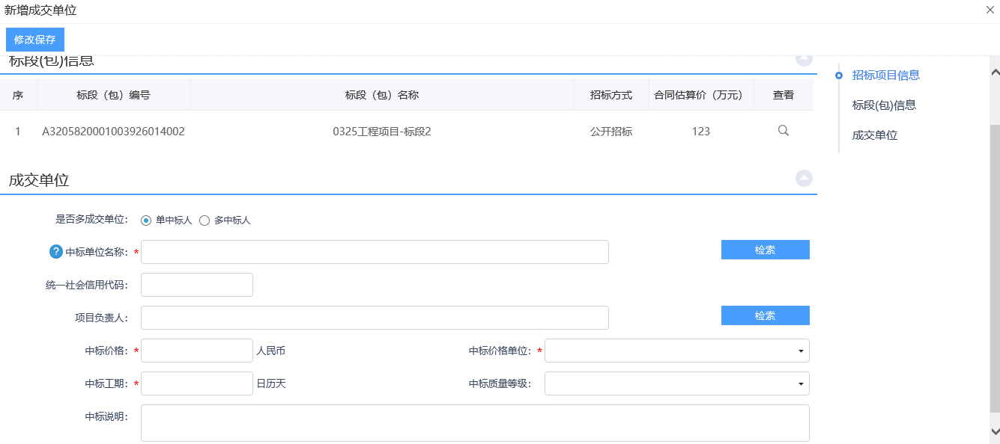 新增成交单位
修改保存
标段(包)信息
序 标段（包）编号 标段（包）名称 招标方式 合同估算价（万元） 查看
1 A3205820001003926014002 0325工程项目-标段2 公开招标 123
成交单位
是否多成交单位： 单中标人 多中标人
? 中标单位名称：* 检索
统一社会信用代码：
项目负责人： 检索
中标价格：* 人民币 中标价格单位：*
中标工期：* 日历天 中标质量等级：
中标说明：
招标项目信息
标段(包)信息
成交单位